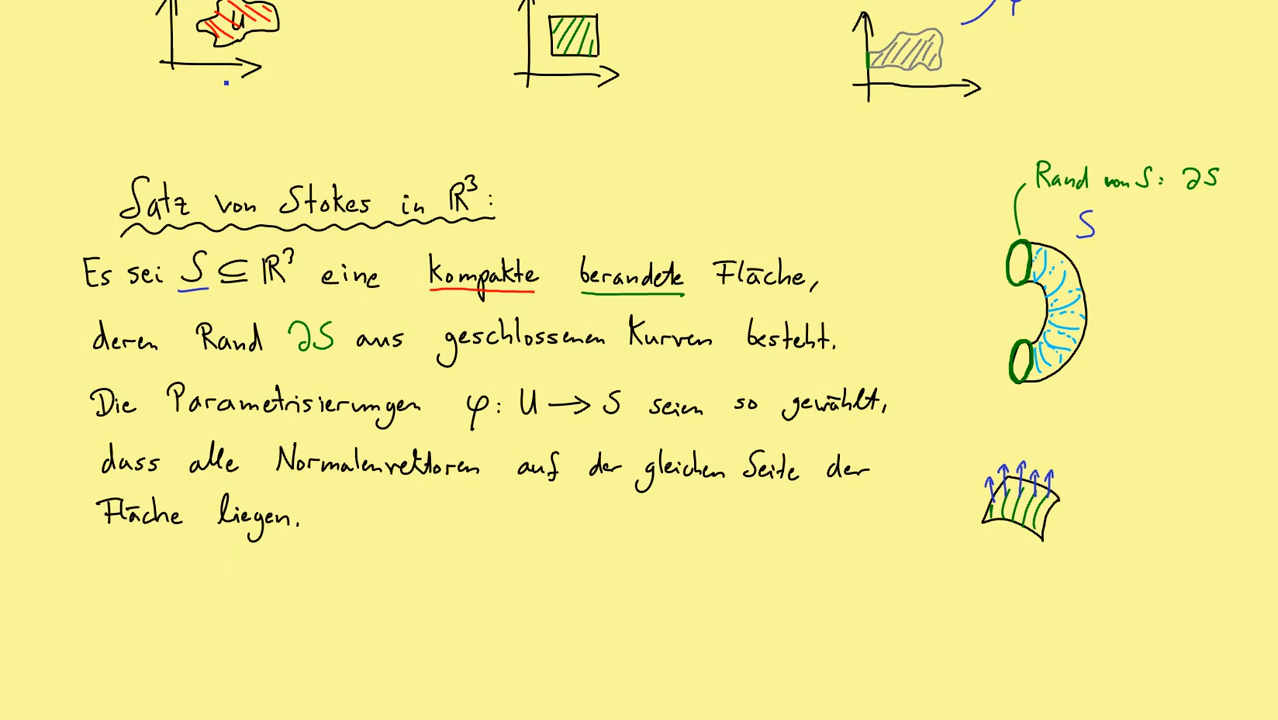 U
φ
Rand von S: ∂S
S
Satz von Stokes in ℝ³:
Es sei S ⊆ ℝ³ eine kompakte berandete Fläche,
deren Rand ∂S aus geschlossenen Kurven besteht.
Die Parametrisierungen φ: U → S seien so gewählt,
dass alle Normalenvektoren auf der gleichen Seite der
Fläche liegen.